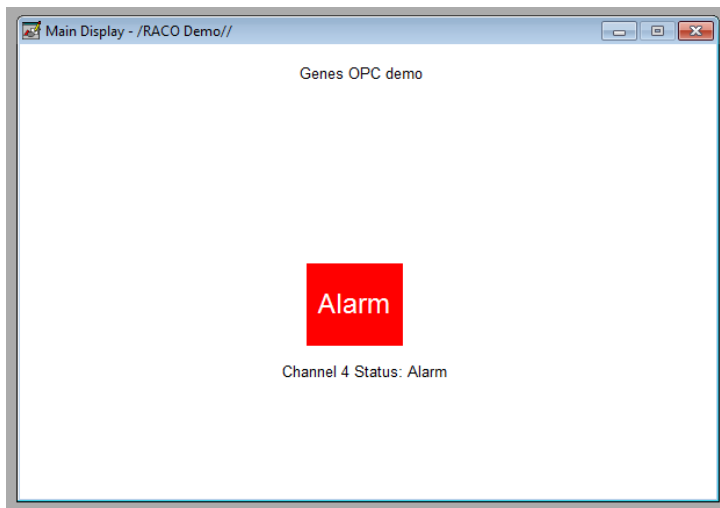 Main Display - /RACO Demo//
Genes OPC demo
Alarm
Channel 4 Status: Alarm